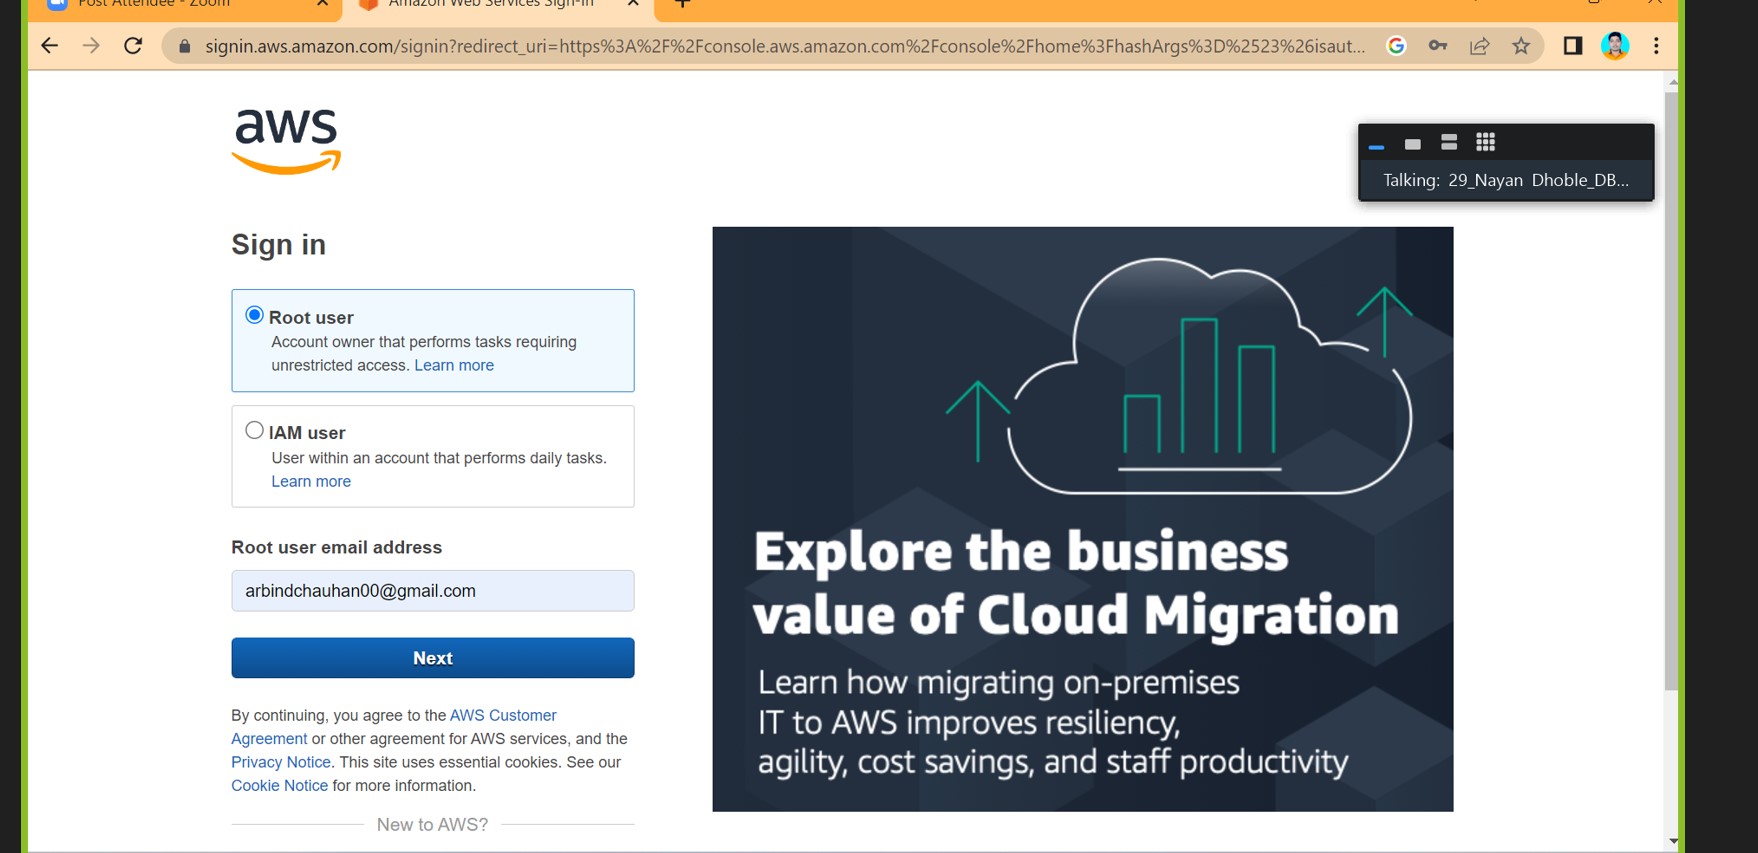 Post Attendee - Zoom
Amazon Web Services Sign-In
signin.aws.amazon.com/signin?redirect_uri=https%3A%2F%2Fconsole.aws.amazon.com%2Fconsole%2Fhome%3FhashArgs%3D%2523%26isaut...
aws
Talking: 29_Nayan Dhoble_DB...
Sign in
Root user
Account owner that performs tasks requiring
unrestricted access. Learn more
IAM user
User within an account that performs daily tasks.
Learn more
Root user email address
arbindchauhan00@gmail.com
Next
By continuing, you agree to the AWS Customer
Agreement or other agreement for AWS services, and the
Privacy Notice. This site uses essential cookies. See our
Cookie Notice for more information.
New to AWS?
Explore the business
value of Cloud Migration
Learn how migrating on-premises
IT to AWS improves resiliency,
agility, cost savings, and staff productivity